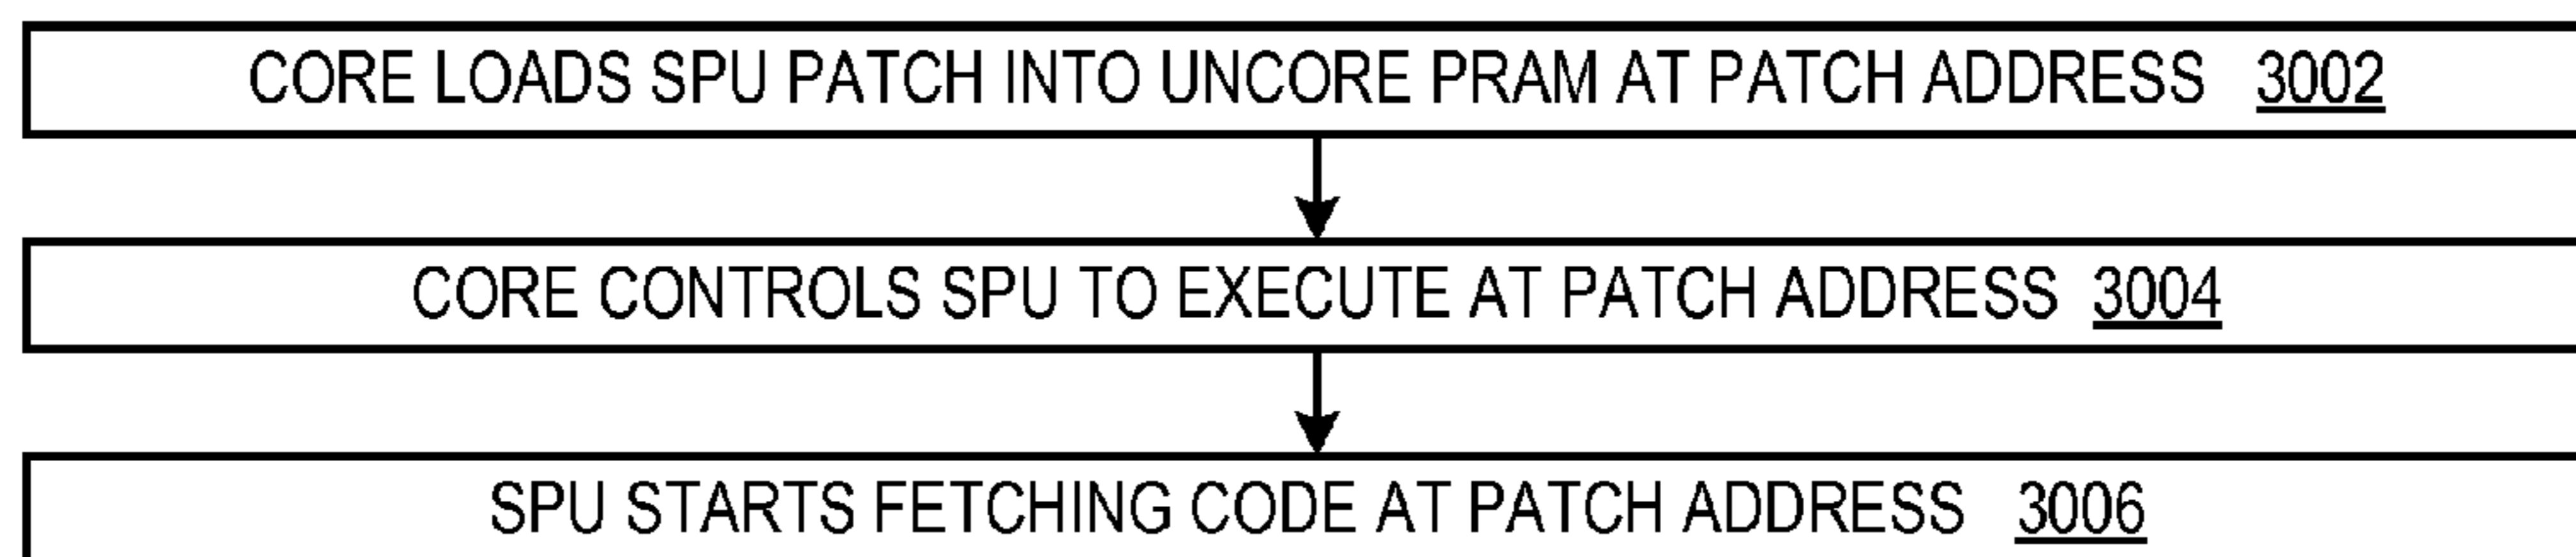 CORE LOADS SPU PATCH INTO UNCORE PRAM AT PATCH ADDRESS 3002
CORE CONTROLS SPU TO EXECUTE AT PATCH ADDRESS 3004
SPU STARTS FETCHING CODE AT PATCH ADDRESS 3006